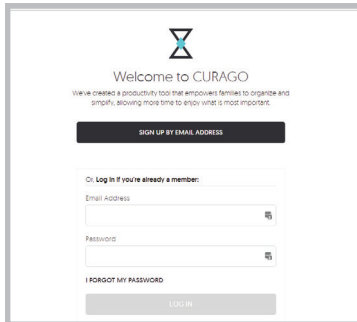 Welcome to CURAGO
We've created a productivity tool that empowers families to organize and
simplify, allowing more time to enjoy what is most important.
SIGN UP BY EMAIL ADDRESS
Or, Log in if you're already a member:
Email Address
Password
I FORGOT MY PASSWORD
LOG IN